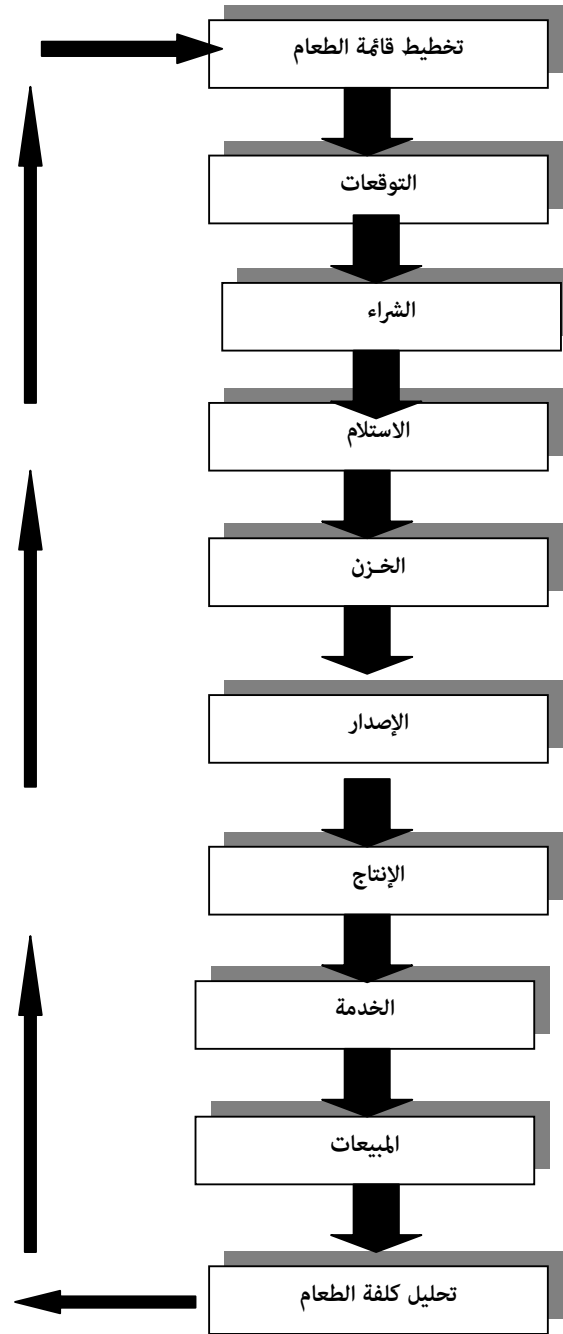 تخطيط قائمة الطعام
التوقعات
الشراء
الاستلام
الخـزن
الإصدار
الإنتاج
الخدمة
المبيعات
تحليل كلفة الطعام